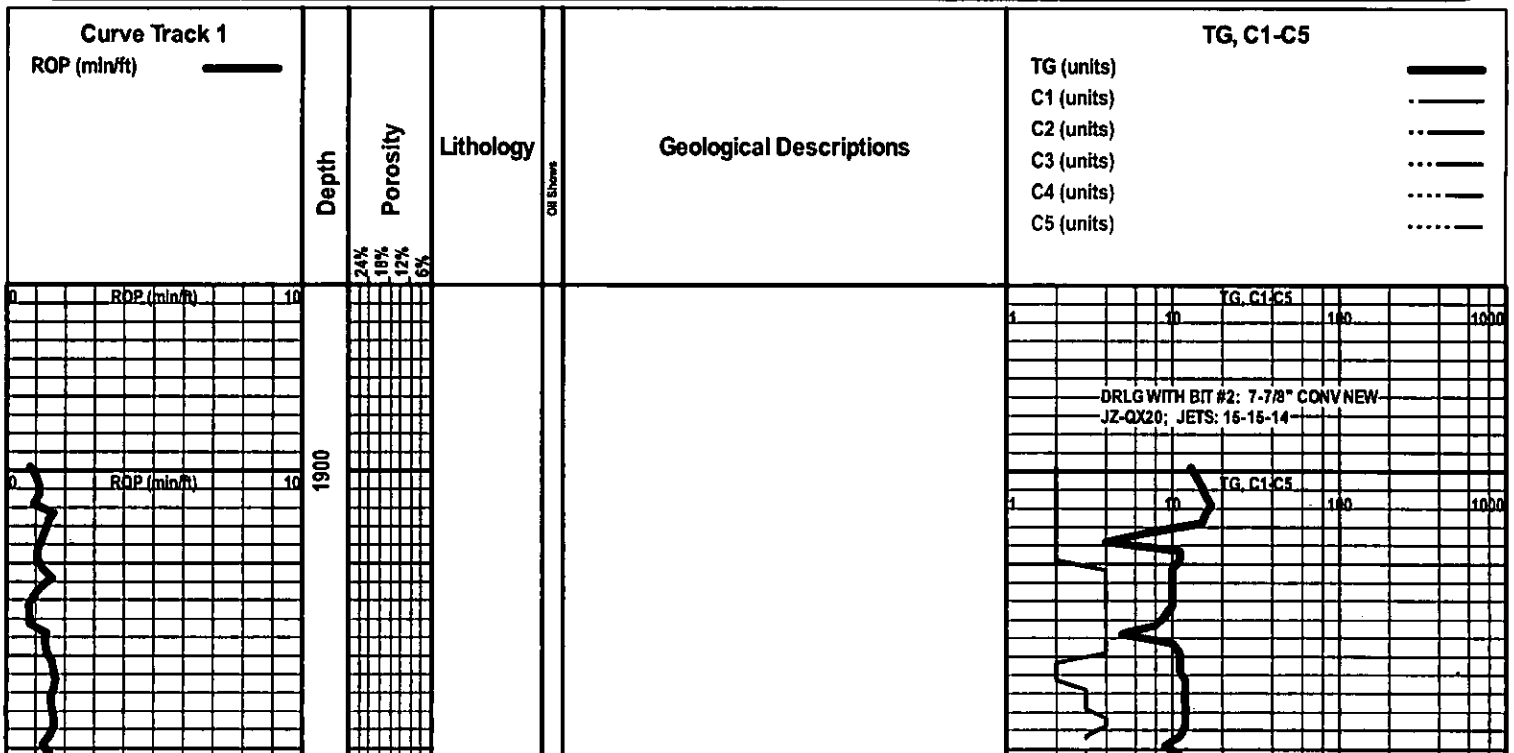 Curve Track 1
ROP (min/ft)
Depth
Porosity
24%
18%
12%
6%
Lithology
Oil Shows
Geological Descriptions
TG, C1-C5
TG (units)
C1 (units)
C2 (units)
C3 (units)
C4 (units)
C5 (units)
0 ROP (min/ft) 10
TG, C1-C5
1 10 100 1000
DRLG WITH BIT #2: 7-7/8" CONV NEW
JZ-QX20; JETS: 15-15-14
1900
0 ROP (min/ft) 10
TG, C1-C5
1 10 100 1000